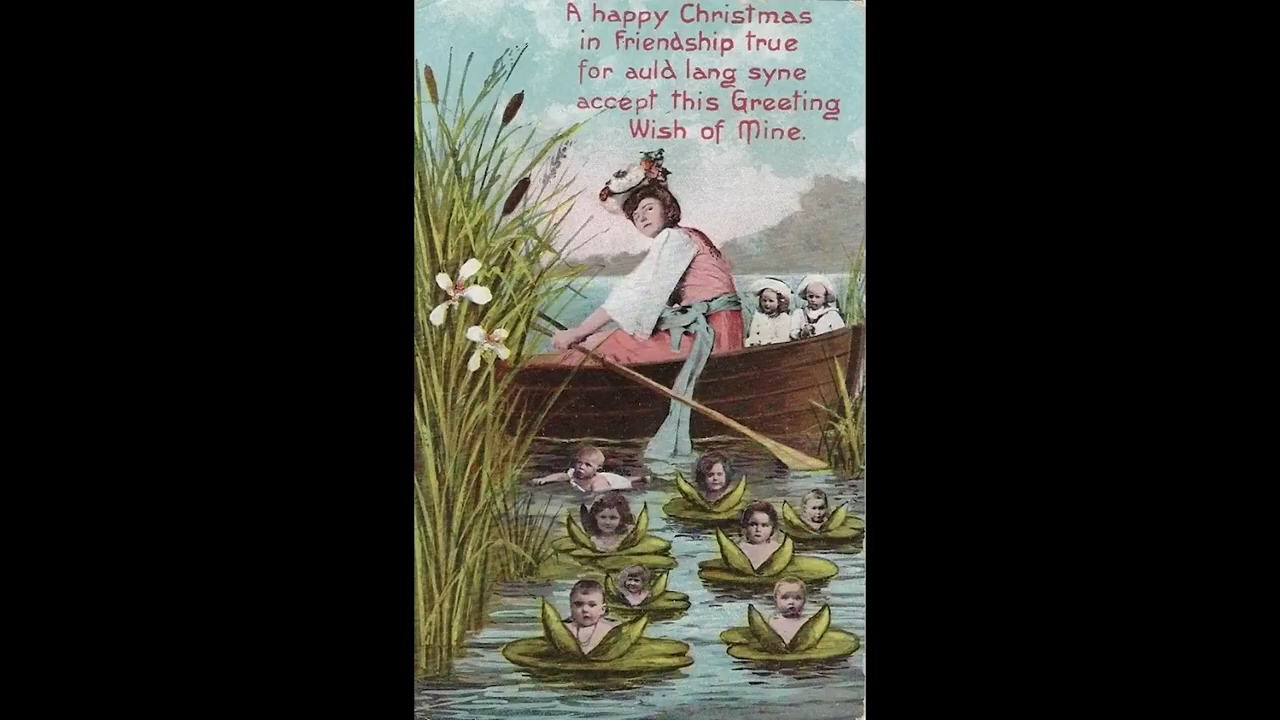 A happy Christmas
in Friendship true
for auld lang syne
accept this Greeting
Wish of Mine.